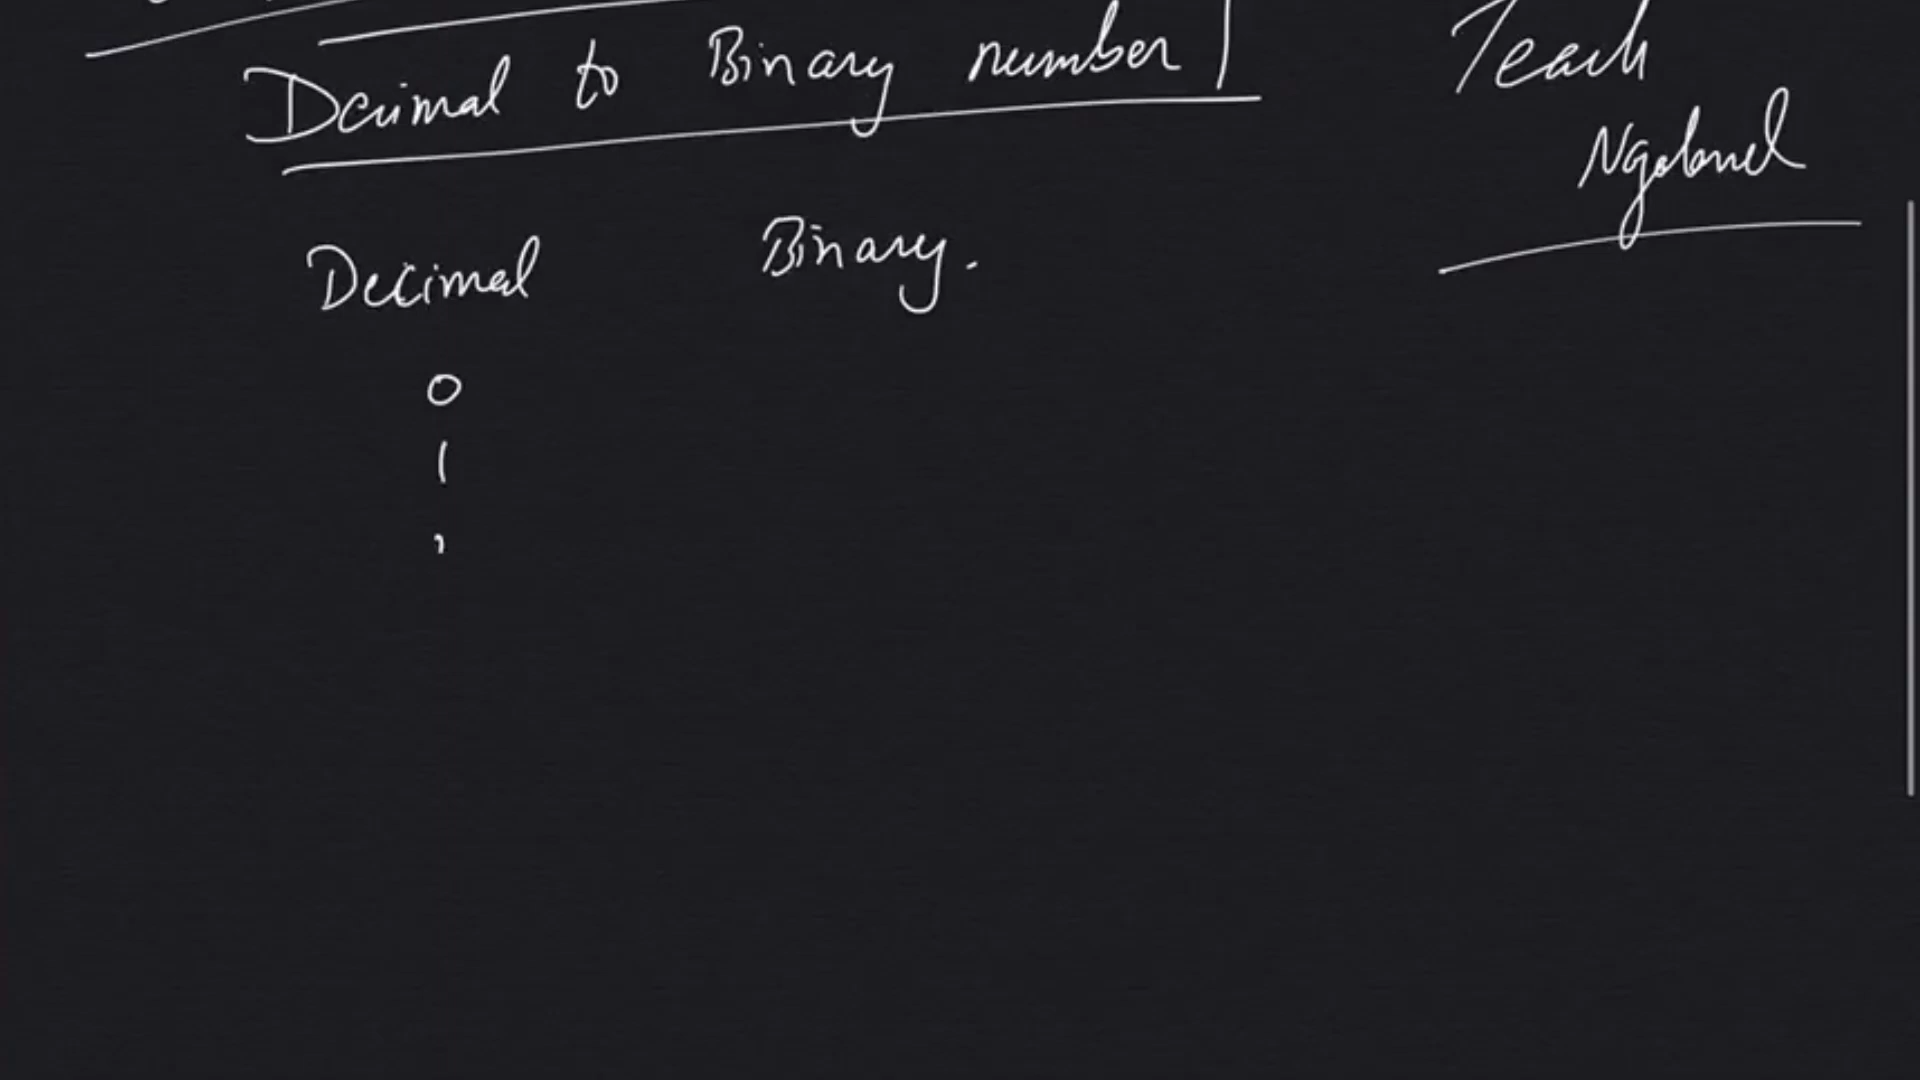 Decimal to Binary number
Teach
Decimal Binary.
0
1